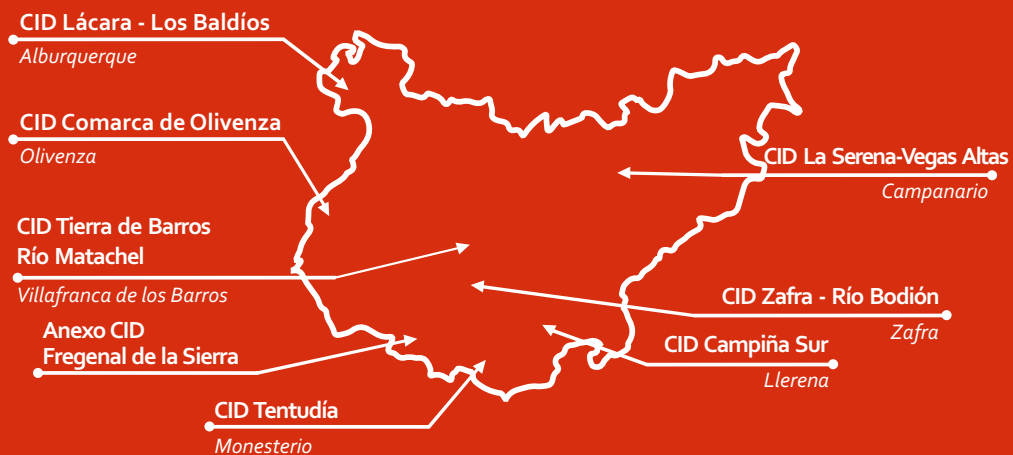 CID Lácara - Los Baldíos
Alburquerque
CID Comarca de Olivenza
Olivenza
CID La Serena-Vegas Altas
Campanario
CID Tierra de Barros
Río Matachel
Villafranca de los Barros
CID Zafra - Río Bodión
Zafra
Anexo CID
Fregenal de la Sierra
CID Campiña Sur
Llerena
CID Tentudía
Monesterio